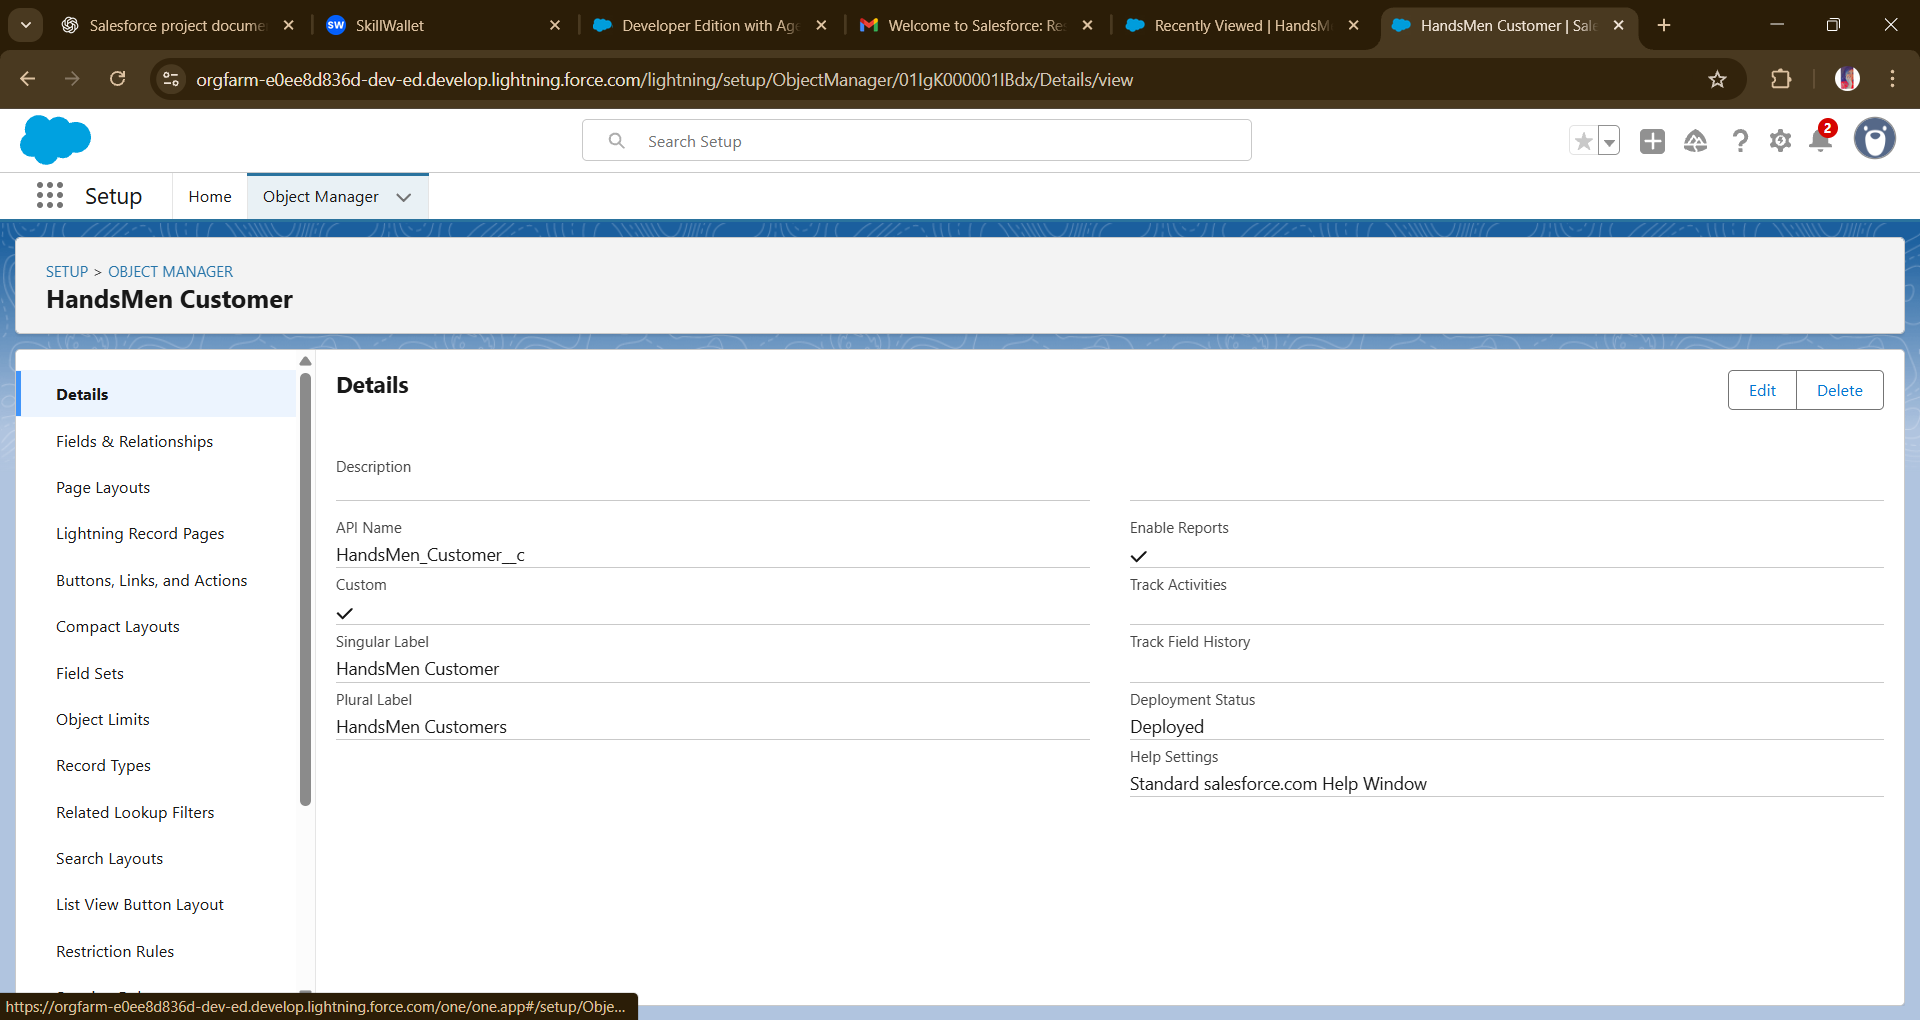 Salesforce project docume
SkillWallet
Developer Edition with Age
Welcome to Salesforce: Re
Recently Viewed | HandsM
HandsMen Customer | Sale
orgfarm-e0ee8d836d-dev-ed.develop.lightning.force.com/lightning/setup/ObjectManager/01IgK000001IBdx/Details/view
Search Setup
2
Setup
Home
Object Manager
SETUP > OBJECT MANAGER
HandsMen Customer
Details
Fields & Relationships
Page Layouts
Lightning Record Pages
Buttons, Links, and Actions
Compact Layouts
Field Sets
Object Limits
Record Types
Related Lookup Filters
Search Layouts
List View Button Layout
Restriction Rules
Details
Edit
Delete
Description
API Name
HandsMen_Customer__c
Custom
Singular Label
HandsMen Customer
Plural Label
HandsMen Customers
Enable Reports
Track Activities
Track Field History
Deployment Status
Deployed
Help Settings
Standard salesforce.com Help Window
https://orgfarm-e0ee8d836d-dev-ed.develop.lightning.force.com/one/one.app#/setup/Obje...